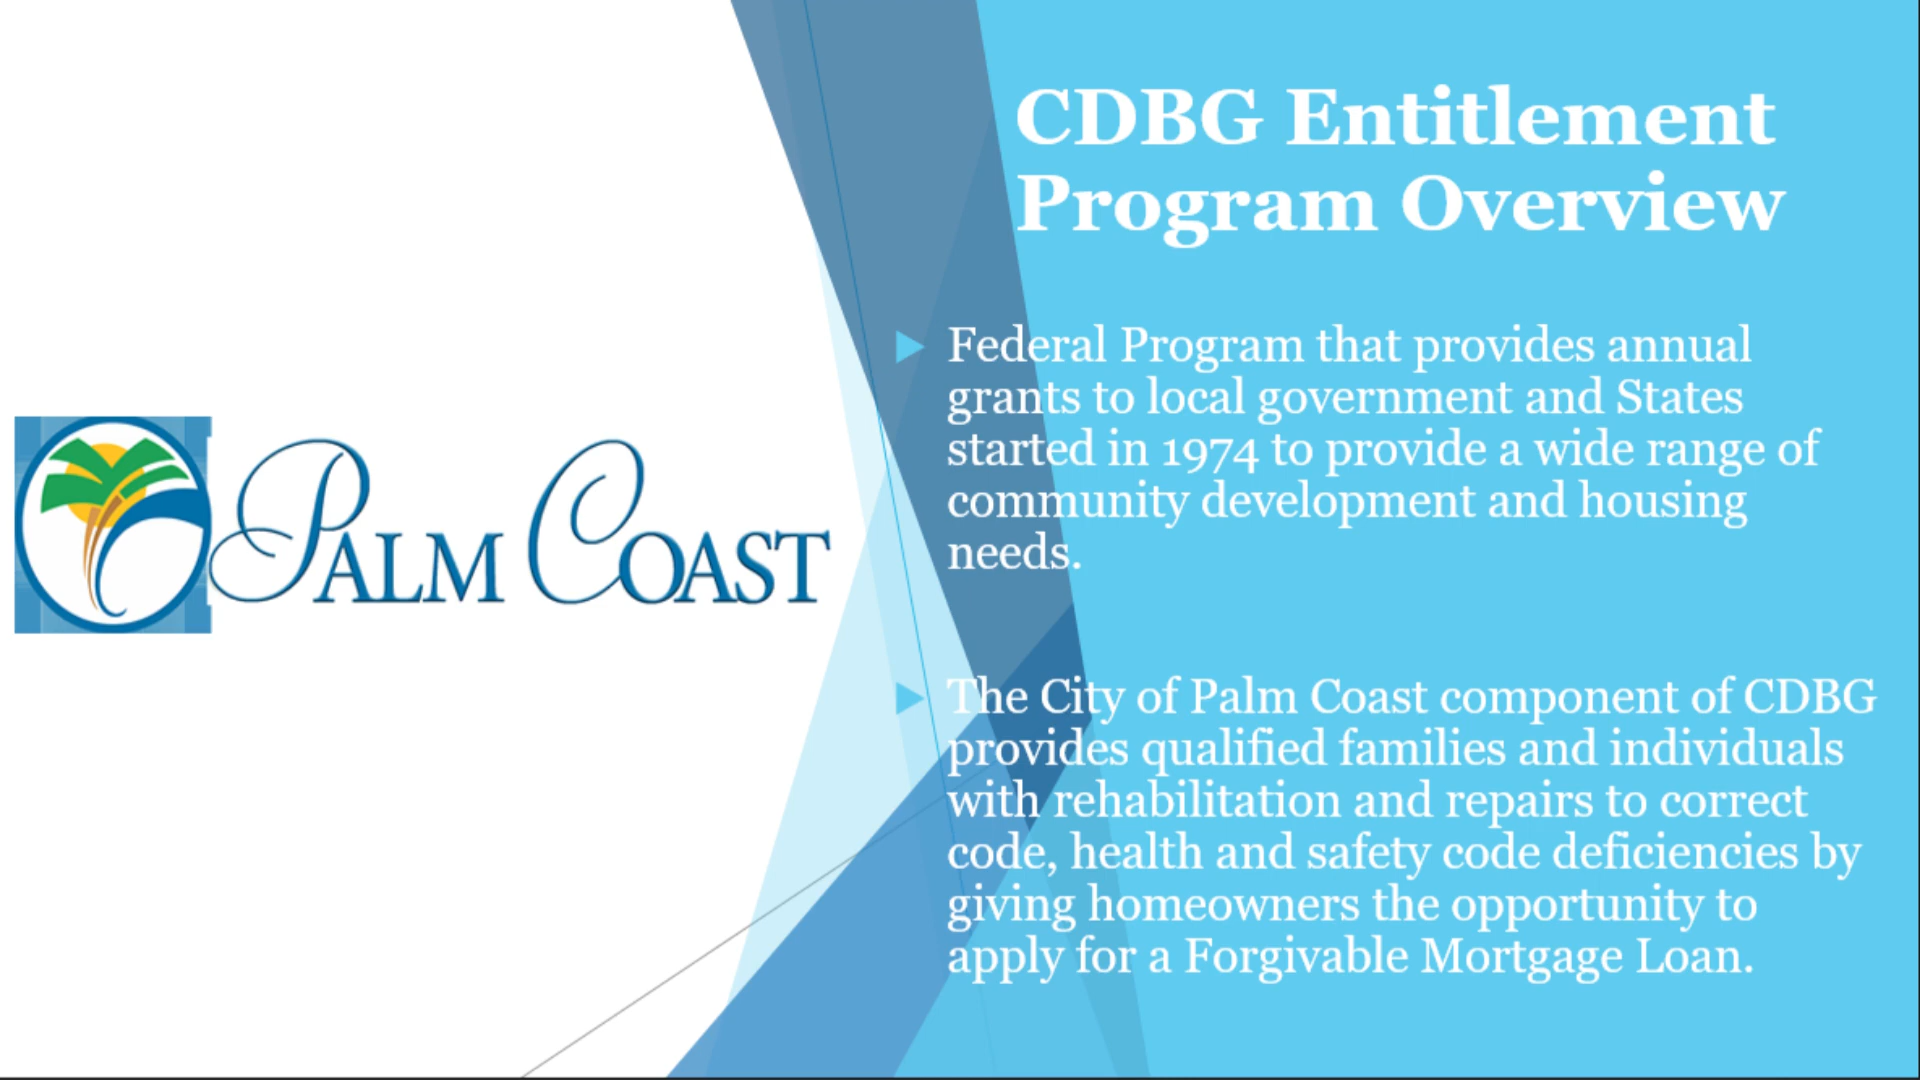 CDBG Entitlement
Program Overview
Federal Program that provides annual
grants to local government and States
started in 1974 to provide a wide range of
community development and housing
needs.
PALM COAST
The City of Palm Coast component of CDBG
provides qualified families and individuals
with rehabilitation and repairs to correct
code, health and safety code deficiencies by
giving homeowners the opportunity to
apply for a Forgivable Mortgage Loan.